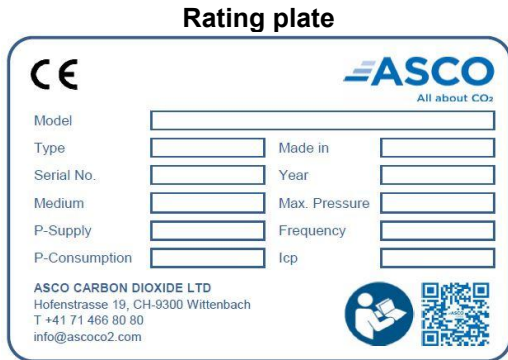 Rating plate
CE
ASCO
All about CO₂
Model
Type Made in
Serial No. Year
Medium Max. Pressure
P-Supply Frequency
P-Consumption Icp
ASCO CARBON DIOXIDE LTD
Hofenstrasse 19, CH-9300 Wittenbach
T +41 71 466 80 80
info@ascoco2.com
ASCO